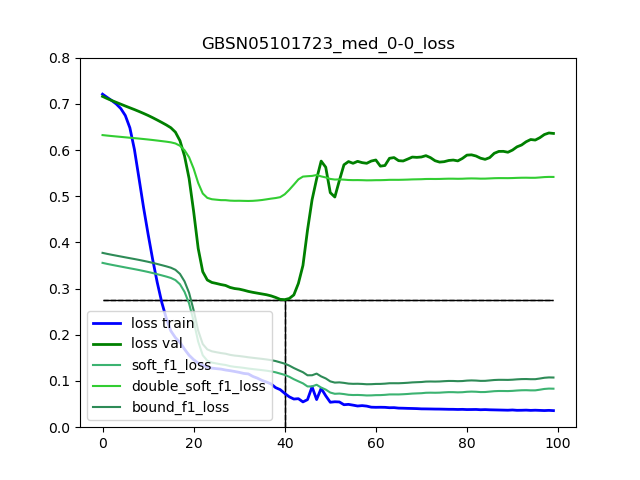 GBSN05101723_med_0-0_loss
0.8
0.7
0.6
0.5
0.4
0.3
0.2
0.1
0.0
loss train
loss val
soft_f1_loss
double_soft_f1_loss
bound_f1_loss
0 20 40 60 80 100